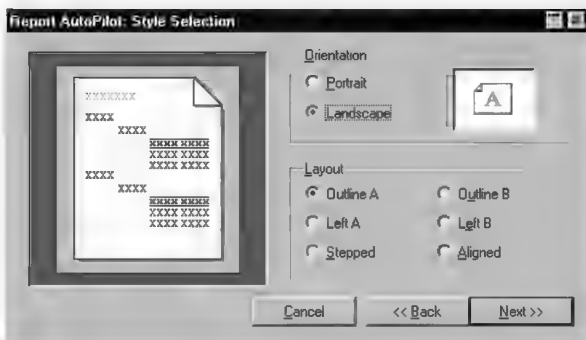 Report AutoPilot: Style Selection
Orientation
Portrait
Landscape
A
XXXXXXX
XXXX
XXXX
XXXX XXXX
XXXX XXXX
XXXX XXXX
XXXX
XXXX
XXXX XXXX
XXXX XXXX
XXXX XXXX
Layout
Outline A
Outline B
Left A
Left B
Stepped
Aligned
Cancel
<< Back
Next >>